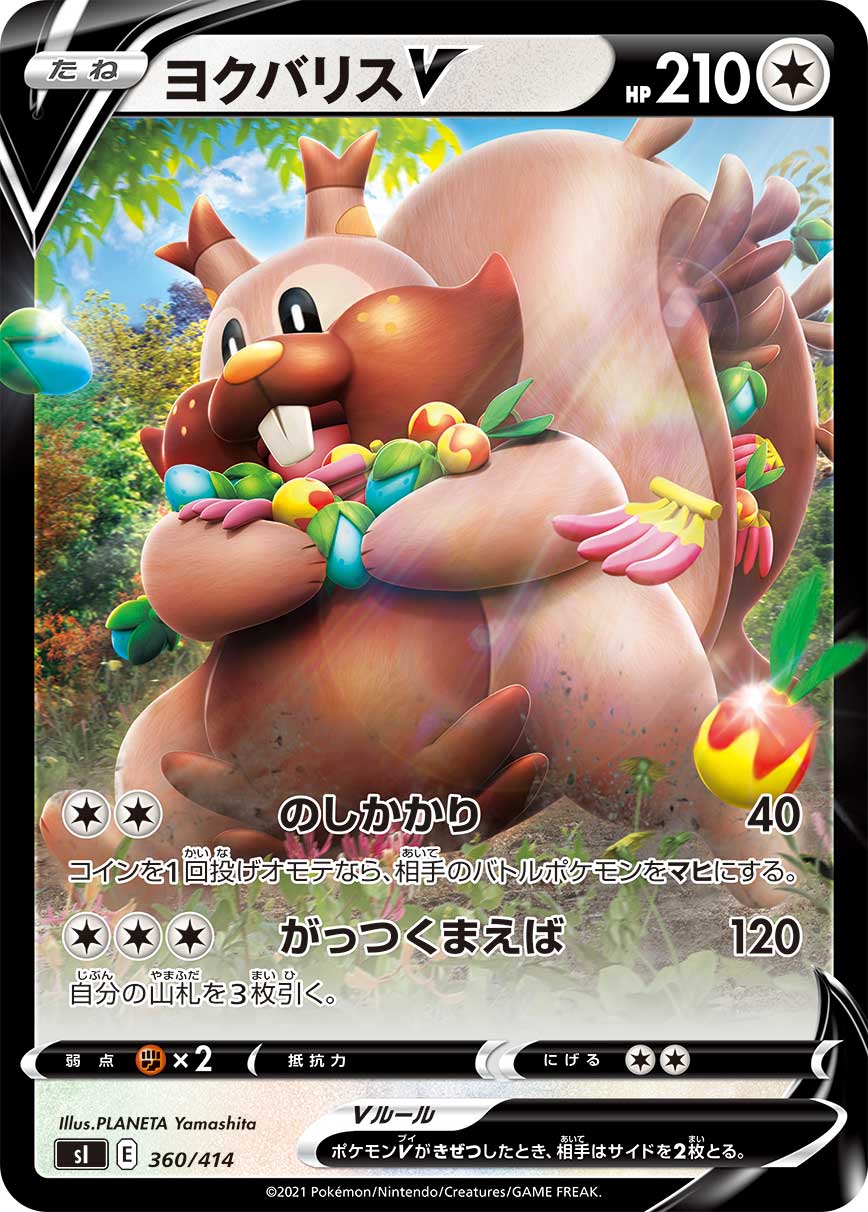 たね ヨクバリスV HP 210
のしかかり 40
コインを1回投げオモテなら、相手のバトルポケモンをマヒにする。
がっつくまえば 120
自分の山札を3枚引く。
弱点 ×2 抵抗力 にげる
Illus.PLANETA Yamashita
Vルール
ポケモンVがきぜつしたとき、相手はサイドを2枚とる。
sI E 360/414
©2021 Pokémon/Nintendo/Creatures/GAME FREAK.